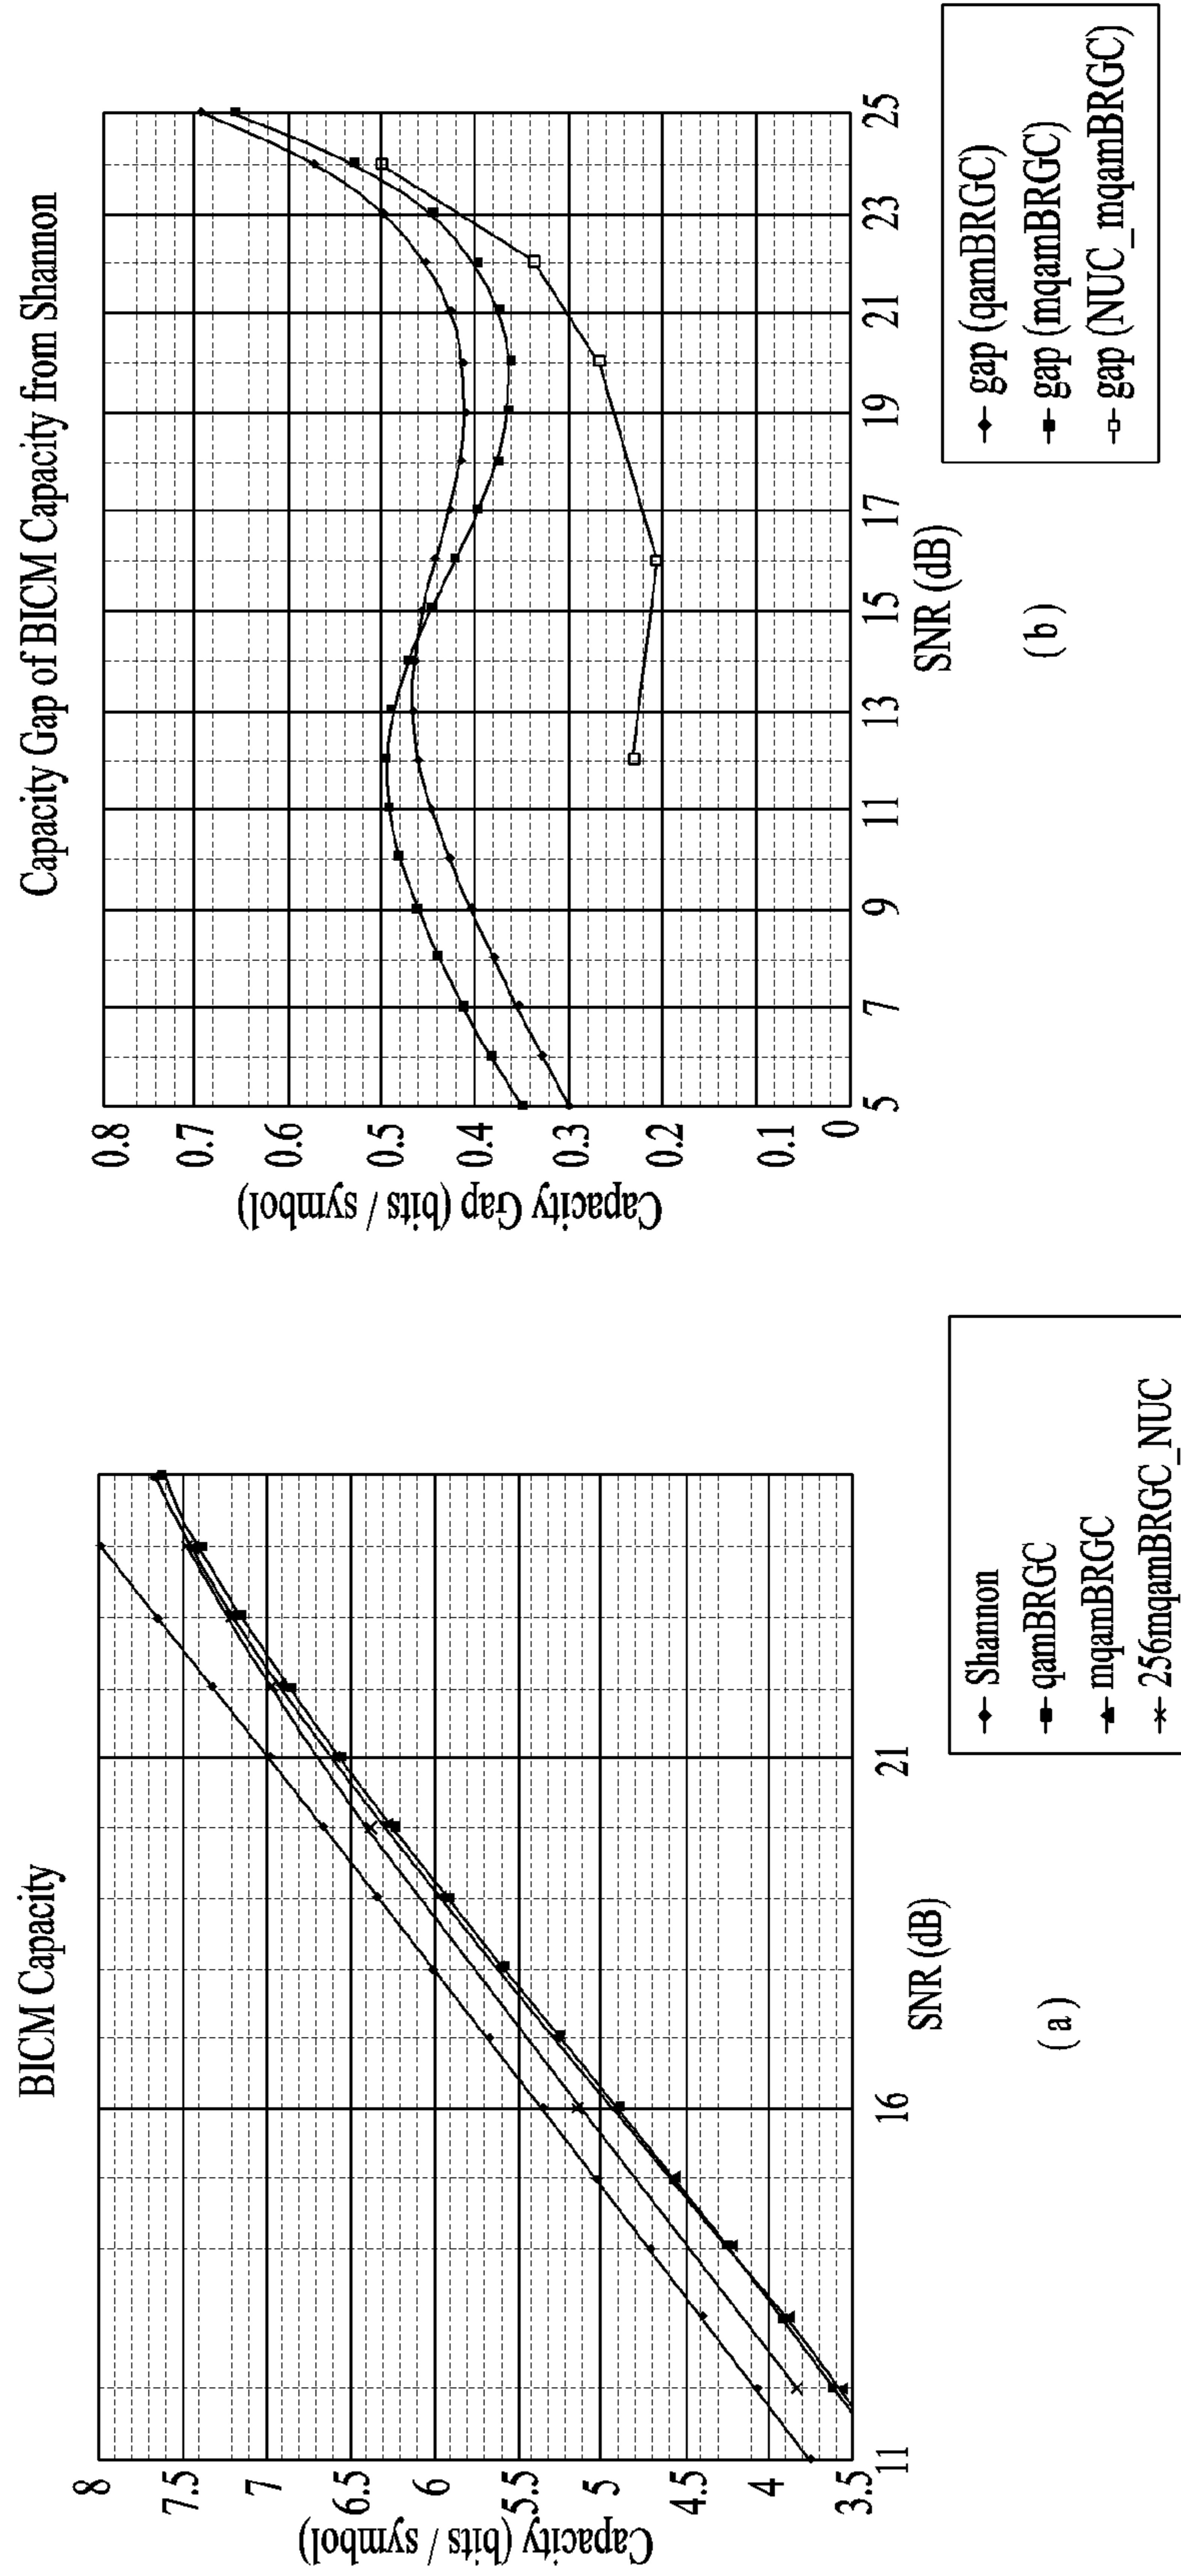 BICM Capacity
Capacity (bits / symbol)
8
7.5
7
6.5
6
5.5
5
4.5
4
3.5
11
16
21
SNR (dB)
Shannon
qamBRGC
mqamBRGC
256mqamBRGC_NUC
( a )
Capacity Gap of BICM Capacity from Shannon
Capacity Gap (bits / symbol)
0.8
0.7
0.6
0.5
0.4
0.3
0.2
0.1
0
5
7
9
11
13
15
17
19
21
23
25
SNR (dB)
gap (qamBRGC)
gap (mqamBRGC)
gap (NUC_mqamBRGC)
( b )